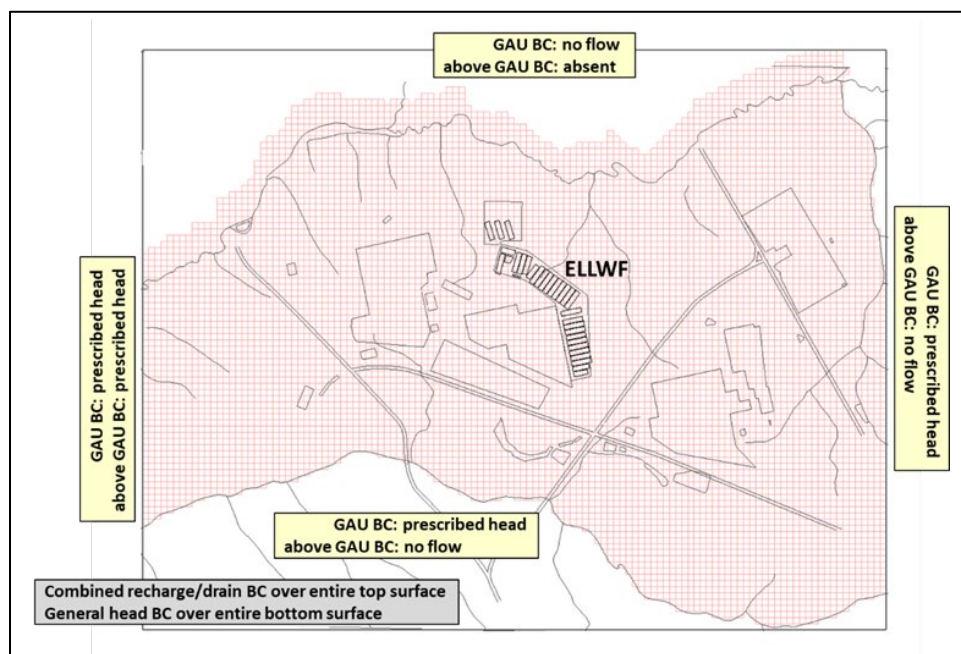 GAU BC: no flow
above GAU BC: absent
ELLWF
GAU BC: prescribed head
above GAU BC: prescribed head
GAU BC: prescribed head
above GAU BC: no flow
GAU BC: prescribed head
above GAU BC: no flow
Combined recharge/drain BC over entire top surface
General head BC over entire bottom surface